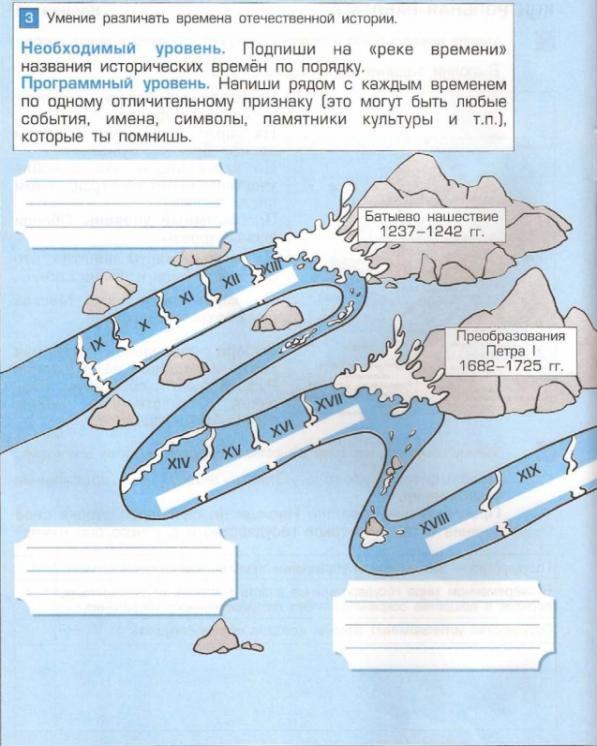 3 Умение различать времена отечественной истории.
Необходимый уровень. Подпиши на «реке времени»
названия исторических времён по порядку.
Программный уровень. Напиши рядом с каждым временем
по одному отличительному признаку (это могут быть любые
события, имена, символы, памятники культуры и т.п.),
которые ты помнишь.
Батыево нашествие
1237–1242 гг.
IX X XI XII XIII
Преобразования
Петра I
1682–1725 гг.
XIV XV XVI XVII
XVIII XIX